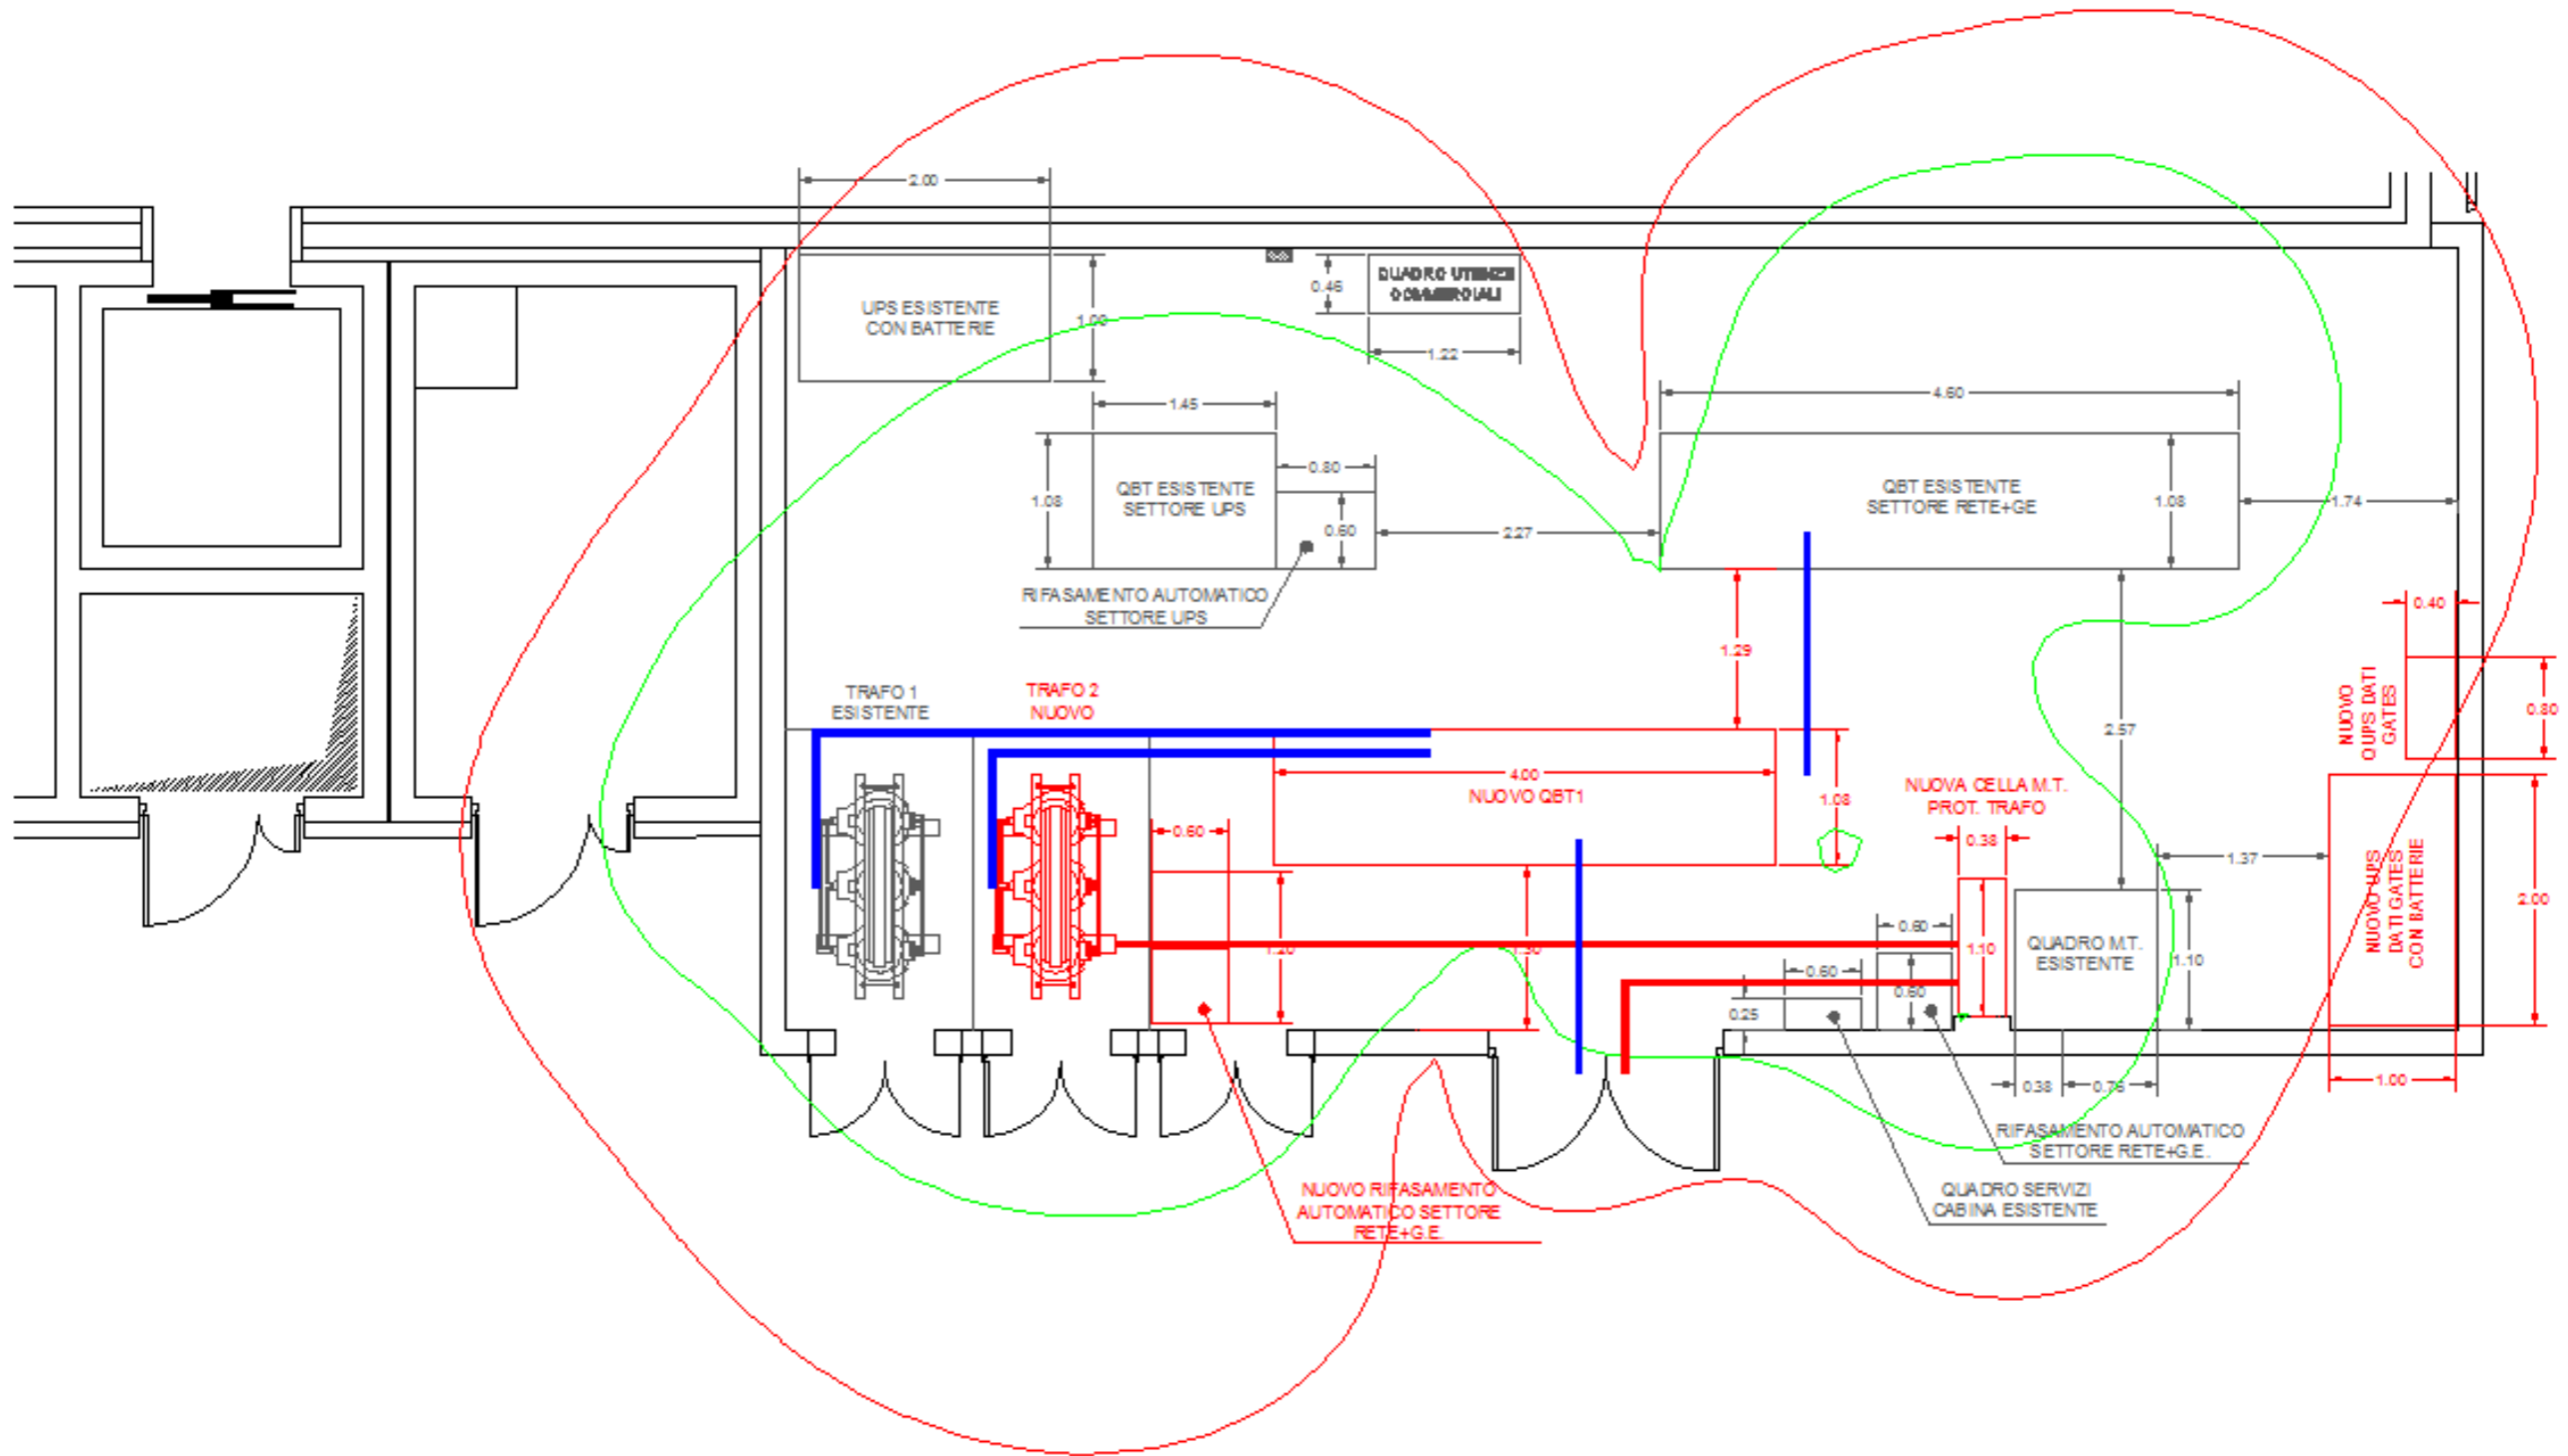 2.00
UPS ESISTENTE
CON BATTERIE
1.00
0.46
QUADRO UTENZE
COMMERCIALI
1.22
1.45
4.60
1.08
QBT ESISTENTE
SETTORE UPS
0.80
0.60
2.27
QBT ESISTENTE
SETTORE RETE+GE
1.08
1.74
RIFASAMENTO AUTOMATICO
SETTORE UPS
1.29
0.40
TRAFO 1
ESISTENTE
TRAFO 2
NUOVO
2.57
NUOVO
QUPS DATI
GATES
0.80
4.00
NUOVO QBT1
1.08
NUOVA CELLA M.T.
PROT. TRAFO
0.38
0.60
1.37
1.20
1.30
0.60
1.10
QUADRO M.T.
ESISTENTE
1.10
NUOVO UPS
DATI GATES
CON BATTERIE
2.00
0.60
0.60
0.25
0.38
0.76
1.00
RIFASAMENTO AUTOMATICO
SETTORE RETE+G.E.
NUOVO RIFASAMENTO
AUTOMATICO SETTORE
RETE+G.E.
QUADRO SERVIZI
CABINA ESISTENTE